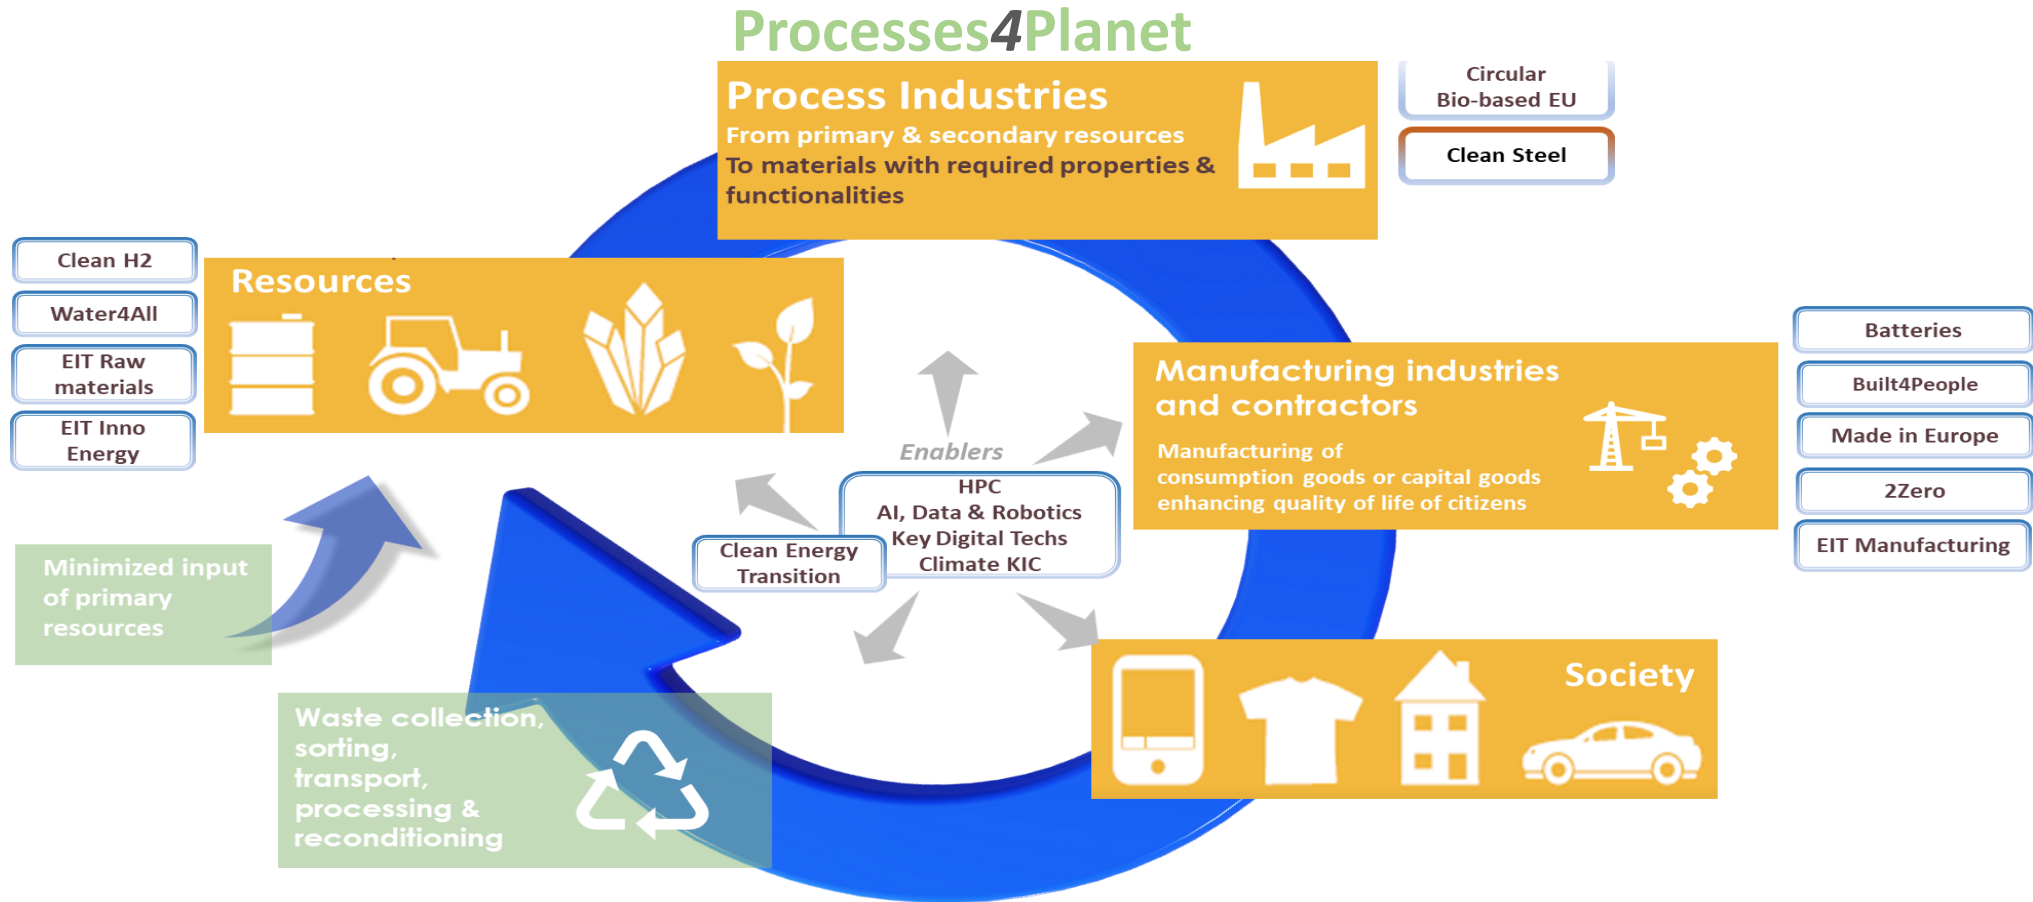 Processes4Planet
Process Industries
From primary & secondary resources
To materials with required properties &
functionalities
Circular
Bio-based EU
Clean Steel
Clean H2
Water4All
EIT Raw
materials
EIT Inno
Energy
Resources
Manufacturing industries
and contractors
Manufacturing of
consumption goods or capital goods
enhancing quality of life of citizens
Batteries
Built4People
Made in Europe
2Zero
EIT Manufacturing
Enablers
HPC
AI, Data & Robotics
Key Digital Techs
Climate KIC
Clean Energy
Transition
Minimized input
of primary
resources
Society
Waste collection,
sorting,
transport,
processing &
reconditioning